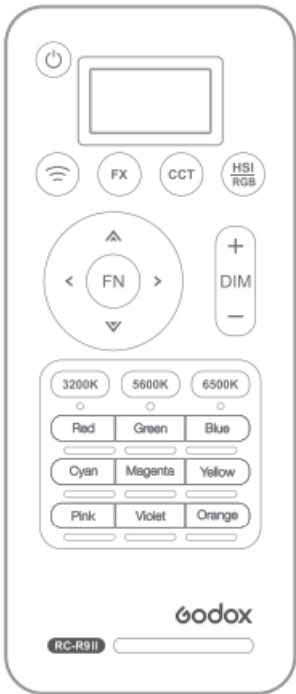 FX CCT HSI
RGB
FN + DIM −
3200K 5600K 6500K
Red Green Blue
Cyan Magenta Yellow
Pink Violet Orange
Godox
RC-R9II